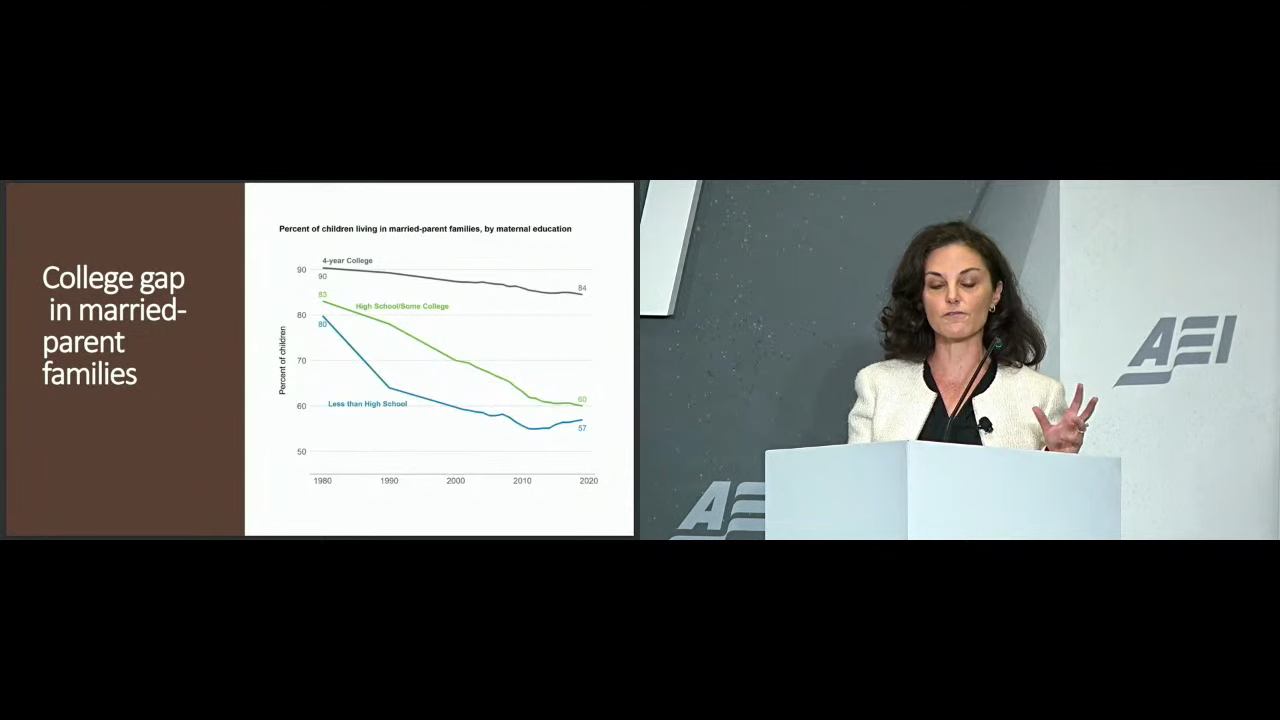 College gap
in married-
parent
families
Percent of children living in married-parent families, by maternal education
4-year College
90
90
84
83
High School/Some College
80
80
Percent of children
70
60
60
Less than High School
57
50
1980
1990
2000
2010
2020
AEI
AEI